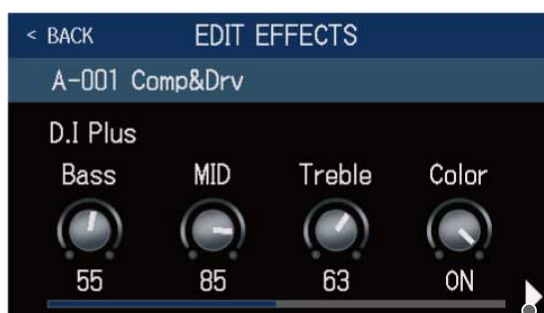 < BACK EDIT EFFECTS
A-001 Comp&Drv
D.I Plus
Bass MID Treble Color
55 85 63 ON